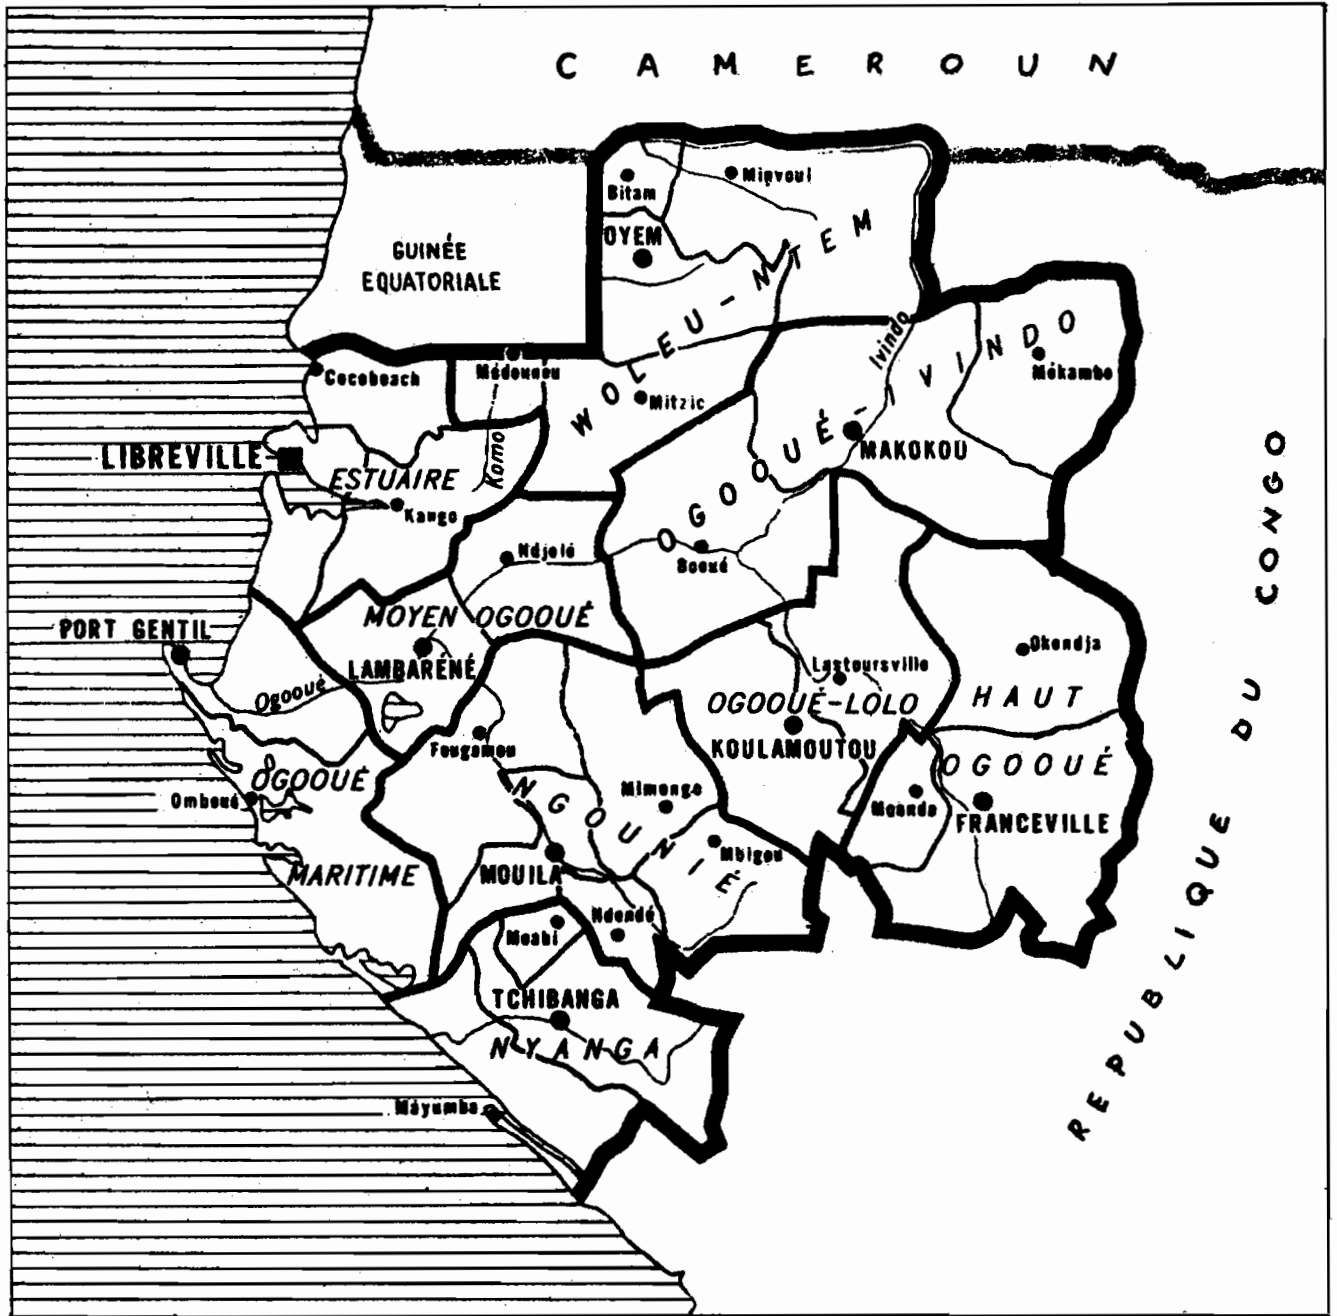 CAMEROUN
Bitam
Minvoul
OYEM
GUINÉE
EQUATORIALE
WOLEU-NTEM
Cocobeach
Médouneu
Mitzic
Ivindo
OGOOUÉ-IVINDO
Mékambo
MAKOKOU
LIBREVILLE
ESTUAIRE
Komo
Kango
Ndjolé
Booué
PORT GENTIL
MOYEN OGOOUÉ
LAMBARÉNÉ
Ogooué
Lastoursville
OGOOUÉ-LOLO
KOULAMOUTOU
Okondja
HAUT
OGOOUÉ
Fougamou
OGOOUÉ
MARITIME
Omboué
NGOUNIÉ
Mimongo
Mbigou
Moanda
FRANCEVILLE
MOUILA
Ndendé
Moabi
TCHIBANGA
NYANGA
Mayumba
REPUBLIQUE DU CONGO